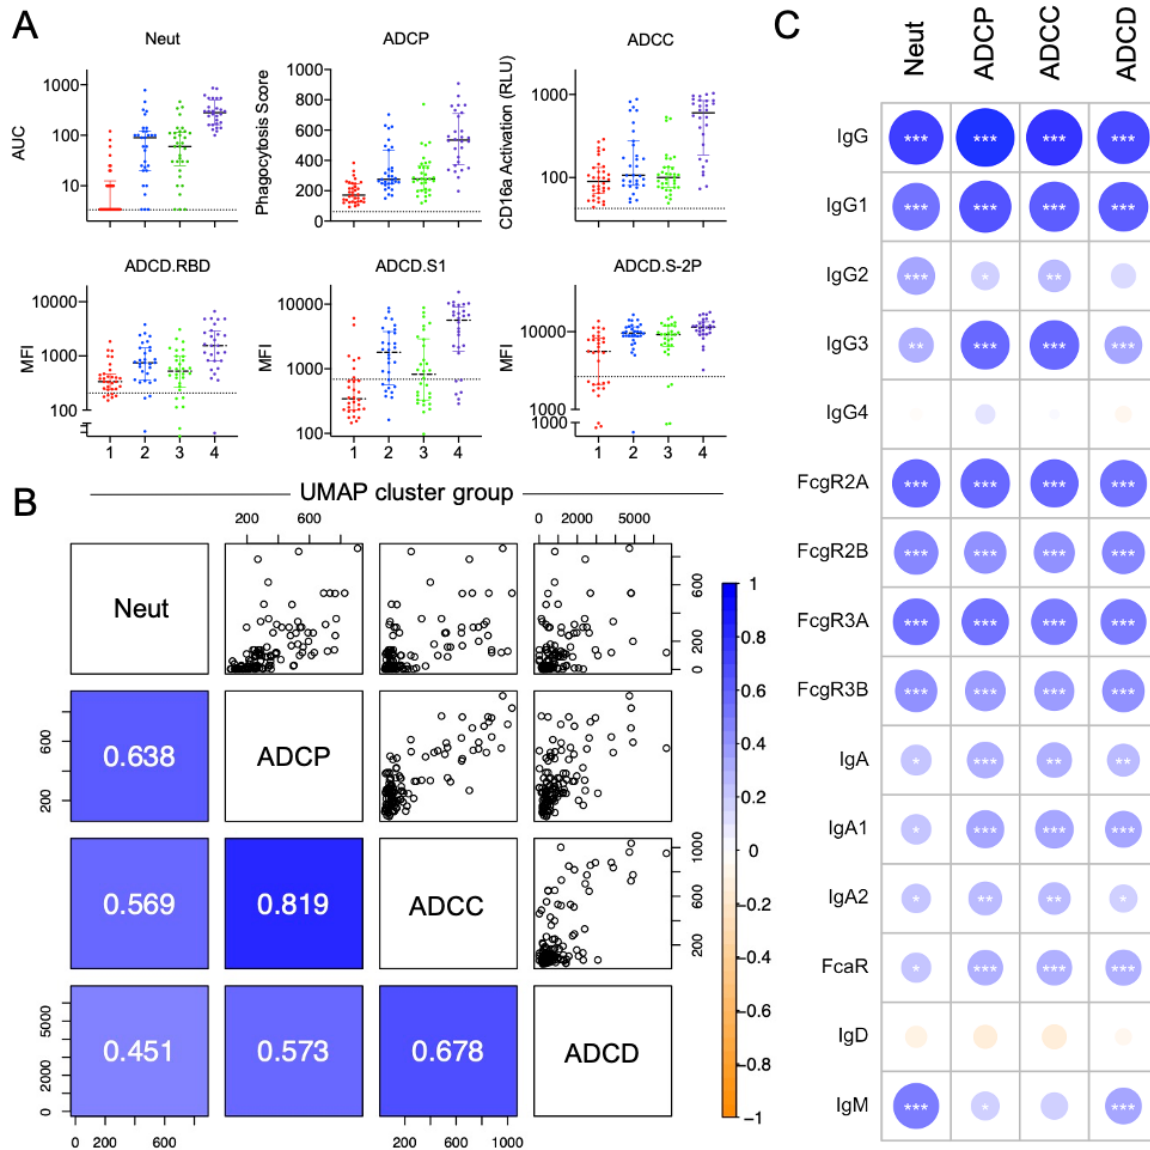 A
Neut
AUC
1000
100
10
ADCP
Phagocytosis Score
1000
800
600
400
200
0
ADCC
CD16a Activation (RLU)
1000
100
ADCD.RBD
MFI
10000
1000
100
1 2 3 4
ADCD.S1
MFI
10000
1000
100
1 2 3 4
ADCD.S-2P
MFI
10000
1000
1000
1 2 3 4
UMAP cluster group
B
200 600
0 2000 5000
Neut
600
200
0
600
200
0.638
ADCP
0.569
0.819
ADCC
1000
600
200
5000
2000
0
0.451
0.573
0.678
ADCD
0 200 600
200 600 1000
1
0.8
0.6
0.4
0.2
0
-0.2
-0.4
-0.6
-0.8
-1
C
Neut ADCP ADCC ADCD
IgG *** *** *** ***
IgG1 *** *** *** ***
IgG2 *** * **
IgG3 ** *** *** ***
IgG4
FcgR2A *** *** *** ***
FcgR2B *** *** *** ***
FcgR3A *** *** *** ***
FcgR3B *** *** *** ***
IgA * *** ** **
IgA1 * *** *** ***
IgA2 * ** ** *
FcaR * *** *** ***
IgD
IgM *** * ***